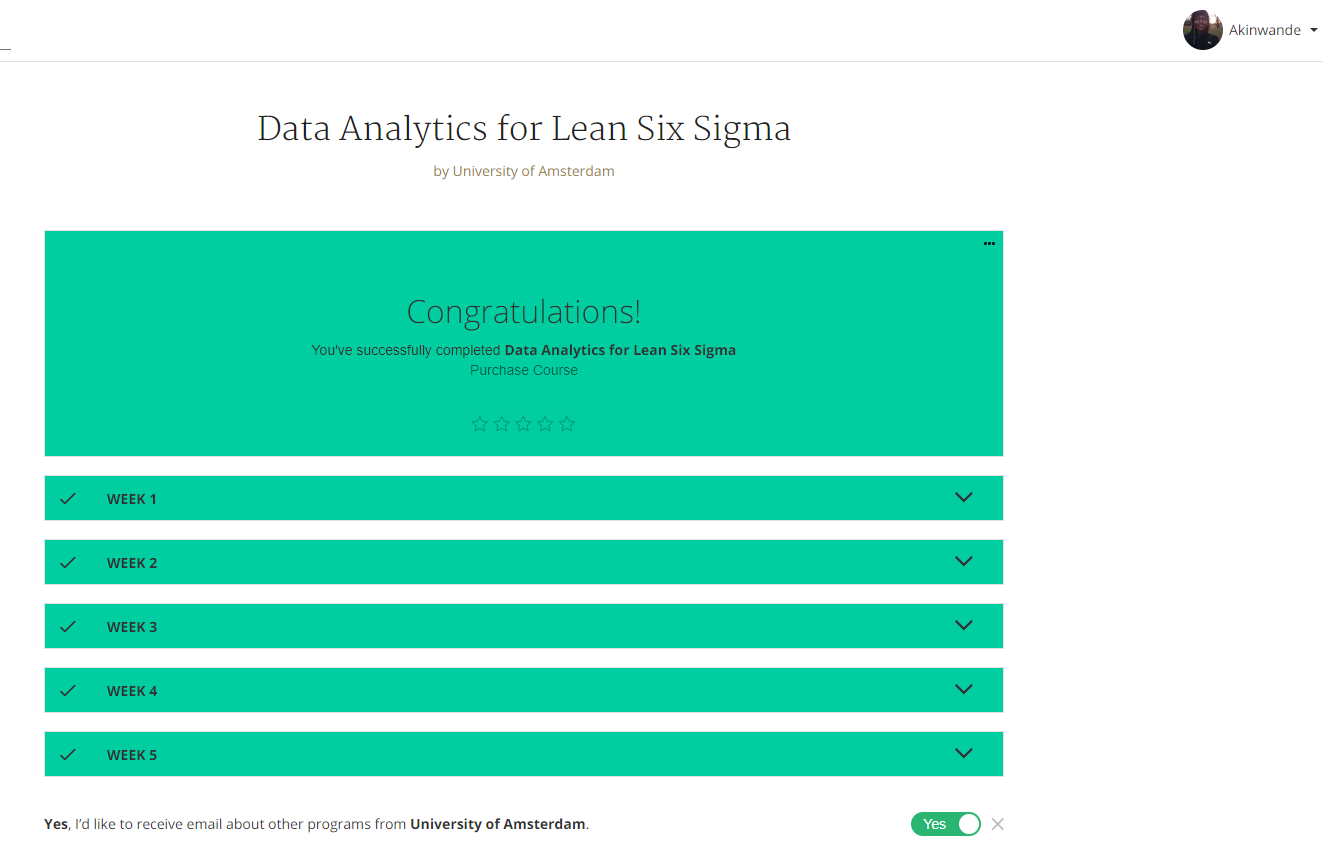 Akinwande
Data Analytics for Lean Six Sigma
by University of Amsterdam
Congratulations!
You've successfully completed Data Analytics for Lean Six Sigma
Purchase Course
WEEK 1
WEEK 2
WEEK 3
WEEK 4
WEEK 5
Yes, I’d like to receive email about other programs from University of Amsterdam.
Yes